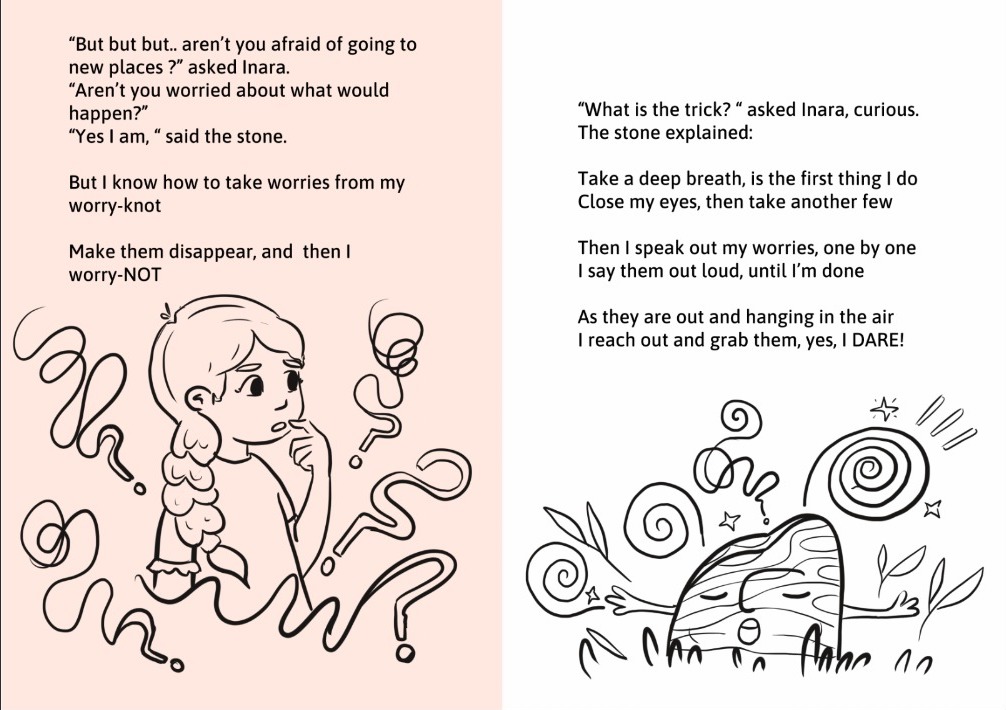 “But but but.. aren’t you afraid of going to
new places ?” asked Inara.
“Aren’t you worried about what would
happen?”
“Yes I am, “ said the stone.
But I know how to take worries from my
worry-knot
Make them disappear, and  then I
worry-NOT
“What is the trick? “ asked Inara, curious.
The stone explained:
Take a deep breath, is the first thing I do
Close my eyes, then take another few
Then I speak out my worries, one by one
I say them out loud, until I’m done
As they are out and hanging in the air
I reach out and grab them, yes, I DARE!